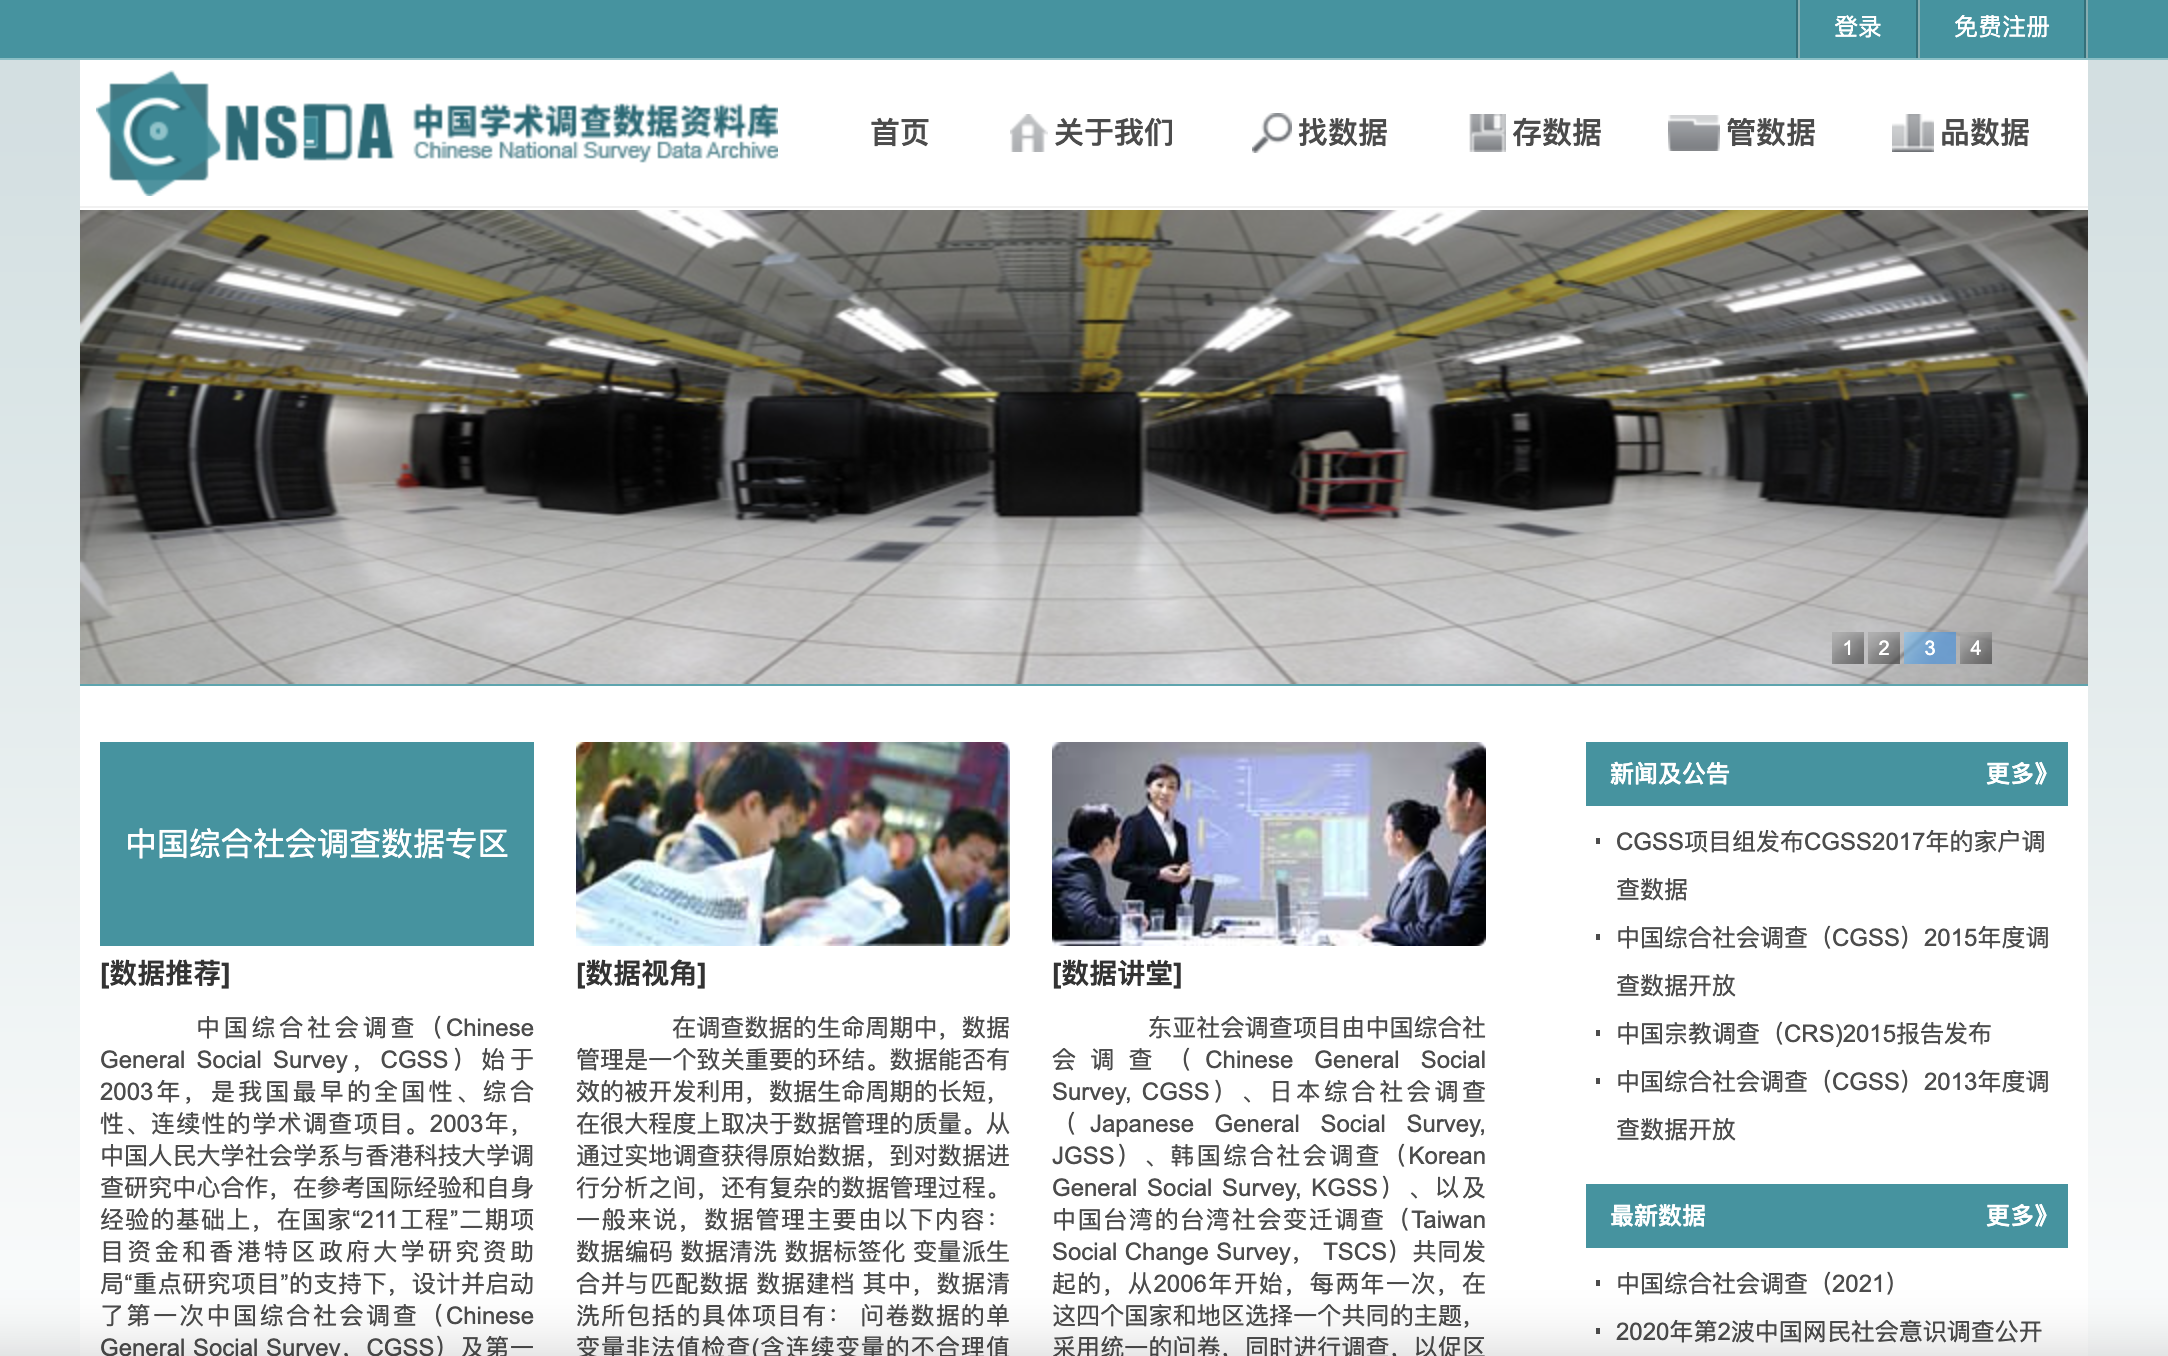 登录 免费注册
CNSDA 中国学术调查数据资料库
Chinese National Survey Data Archive
首页 关于我们 找数据 存数据 管数据 品数据
1 2 3 4
中国综合社会调查数据专区
[数据推荐]
中国综合社会调查（Chinese
General Social Survey，CGSS）始于
2003年，是我国最早的全国性、综合
性、连续性的学术调查项目。2003年，
中国人民大学社会学系与香港科技大学调
查研究中心合作，在参考国际经验和自身
经验的基础上，在国家“211工程”二期项
目资金和香港特区政府大学研究资助
局“重点研究项目”的支持下，设计并启动
了第一次中国综合社会调查（Chinese
General Social Survey，CGSS）及第一
[数据视角]
在调查数据的生命周期中，数据
管理是一个致关重要的环结。数据能否有
效的被开发利用，数据生命周期的长短，
在很大程度上取决于数据管理的质量。从
通过实地调查获得原始数据，到对数据进
行分析之间，还有复杂的数据管理过程。
一般来说，数据管理主要由以下内容：
数据编码 数据清洗 数据标签化 变量派生
合并与匹配数据 数据建档 其中，数据清
洗所包括的具体项目有： 问卷数据的单
变量非法值检查(含连续变量的不合理值
[数据讲堂]
东亚社会调查项目由中国综合社
会调查（Chinese General Social
Survey, CGSS）、日本综合社会调查
（Japanese General Social Survey,
JGSS）、韩国综合社会调查（Korean
General Social Survey, KGSS）、以及
中国台湾的台湾社会变迁调查（Taiwan
Social Change Survey， TSCS）共同发
起的，从2006年开始，每两年一次，在
这四个国家和地区选择一个共同的主题，
采用统一的问卷，同时进行调查，以促区
新闻及公告 更多》
CGSS项目组发布CGSS2017年的家户调
查数据
中国综合社会调查（CGSS）2015年度调
查数据开放
中国宗教调查（CRS)2015报告发布
中国综合社会调查（CGSS）2013年度调
查数据开放
最新数据 更多》
中国综合社会调查（2021）
2020年第2波中国网民社会意识调查公开